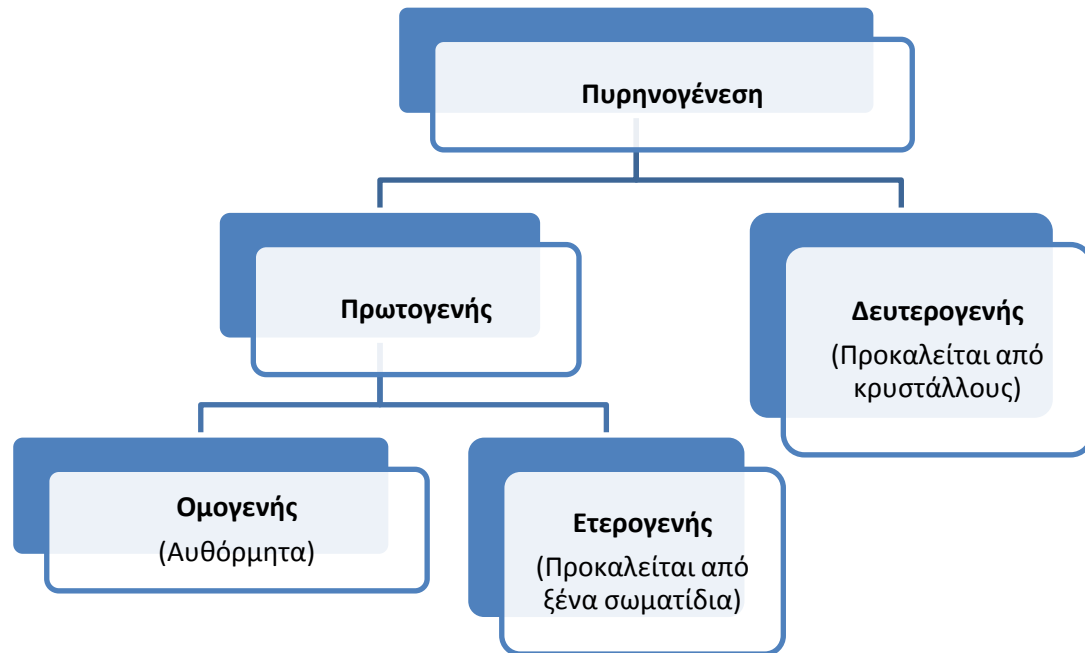 Πυρηνογένεση
Πρωτογενής
Δευτερογενής
(Προκαλείται από
κρυστάλλους)
Ομογενής
(Αυθόρμητα)
Ετερογενής
(Προκαλείται από
ξένα σωματίδια)